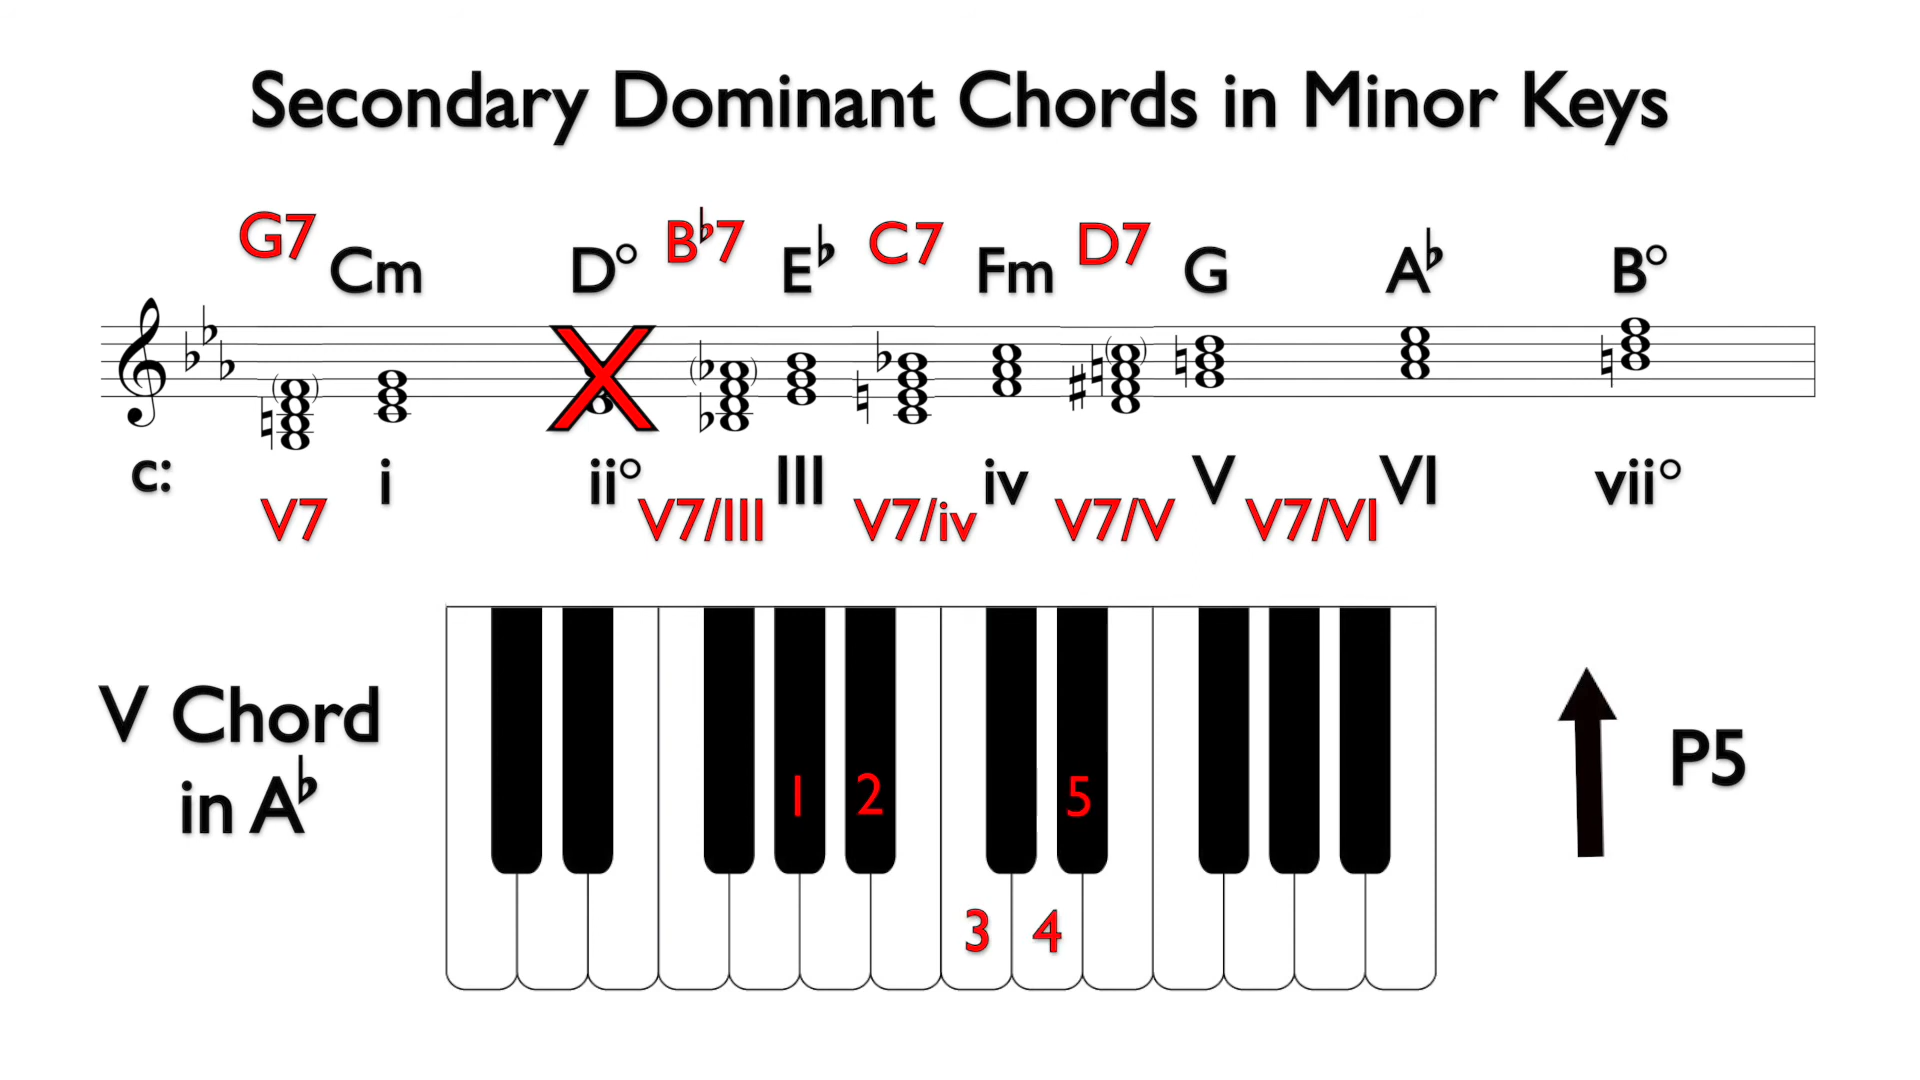 Secondary Dominant Chords in Minor Keys
G7 Cm D° B♭7 E♭ C7 Fm D7 G A♭ B°
c: i ii° III iv V VI vii°
V7 V7/III V7/iv V7/V V7/VI
V Chord
in A♭
1 2 5
3 4
P5